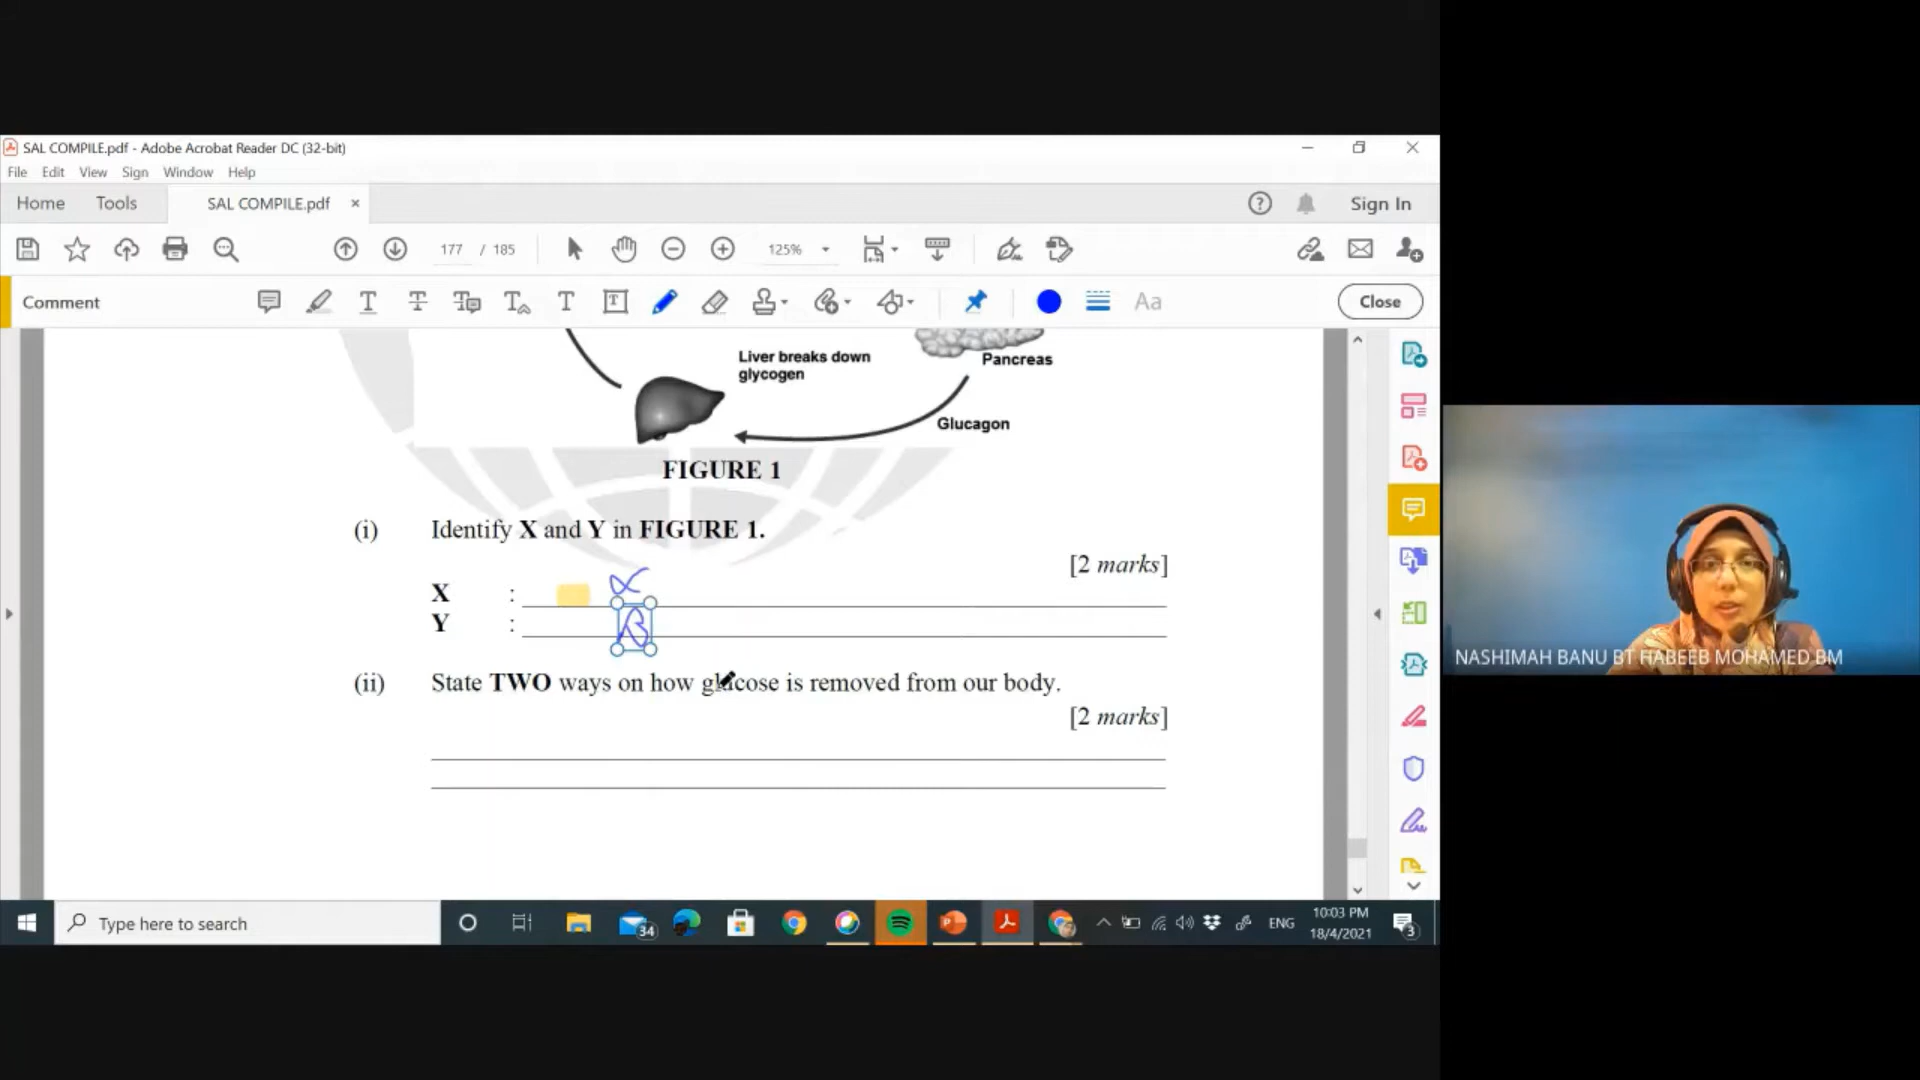 SAL COMPILE.pdf - Adobe Acrobat Reader DC (32-bit)
File Edit View Sign Window Help
Home Tools SAL COMPILE.pdf × Sign In
177 / 185 125%
Comment Aa Close
Liver breaks down
glycogen
Pancreas
Glucagon
FIGURE 1
(i) Identify X and Y in FIGURE 1.
[2 marks]
X : α
Y : β
(ii) State TWO ways on how glucose is removed from our body.
[2 marks]
NASHIMAH BANU BT HABEEB MOHAMED BM
Type here to search 34 ENG 10:03 PM
18/4/2021 3